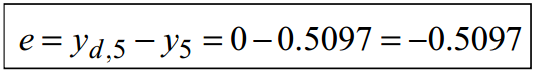 e = y_{d,5} − y_5 = 0 − 0.5097 = −0.5097